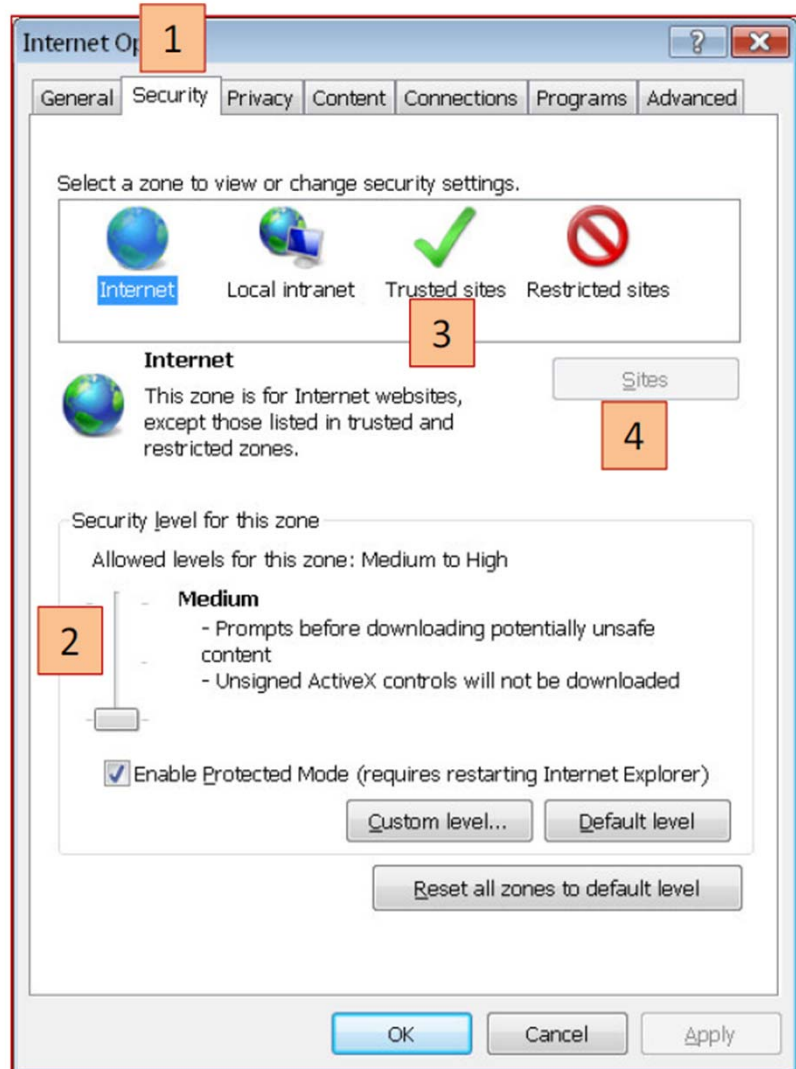 1
Internet Op
General Security Privacy Content Connections Programs Advanced
Select a zone to view or change security settings.
Internet Local intranet Trusted sites Restricted sites
3
Internet
Sites
This zone is for Internet websites,
except those listed in trusted and
restricted zones.
4
Security level for this zone
Allowed levels for this zone: Medium to High
Medium
2
- Prompts before downloading potentially unsafe
content
- Unsigned ActiveX controls will not be downloaded
Enable Protected Mode (requires restarting Internet Explorer)
Custom level... Default level
Reset all zones to default level
OK Cancel Apply